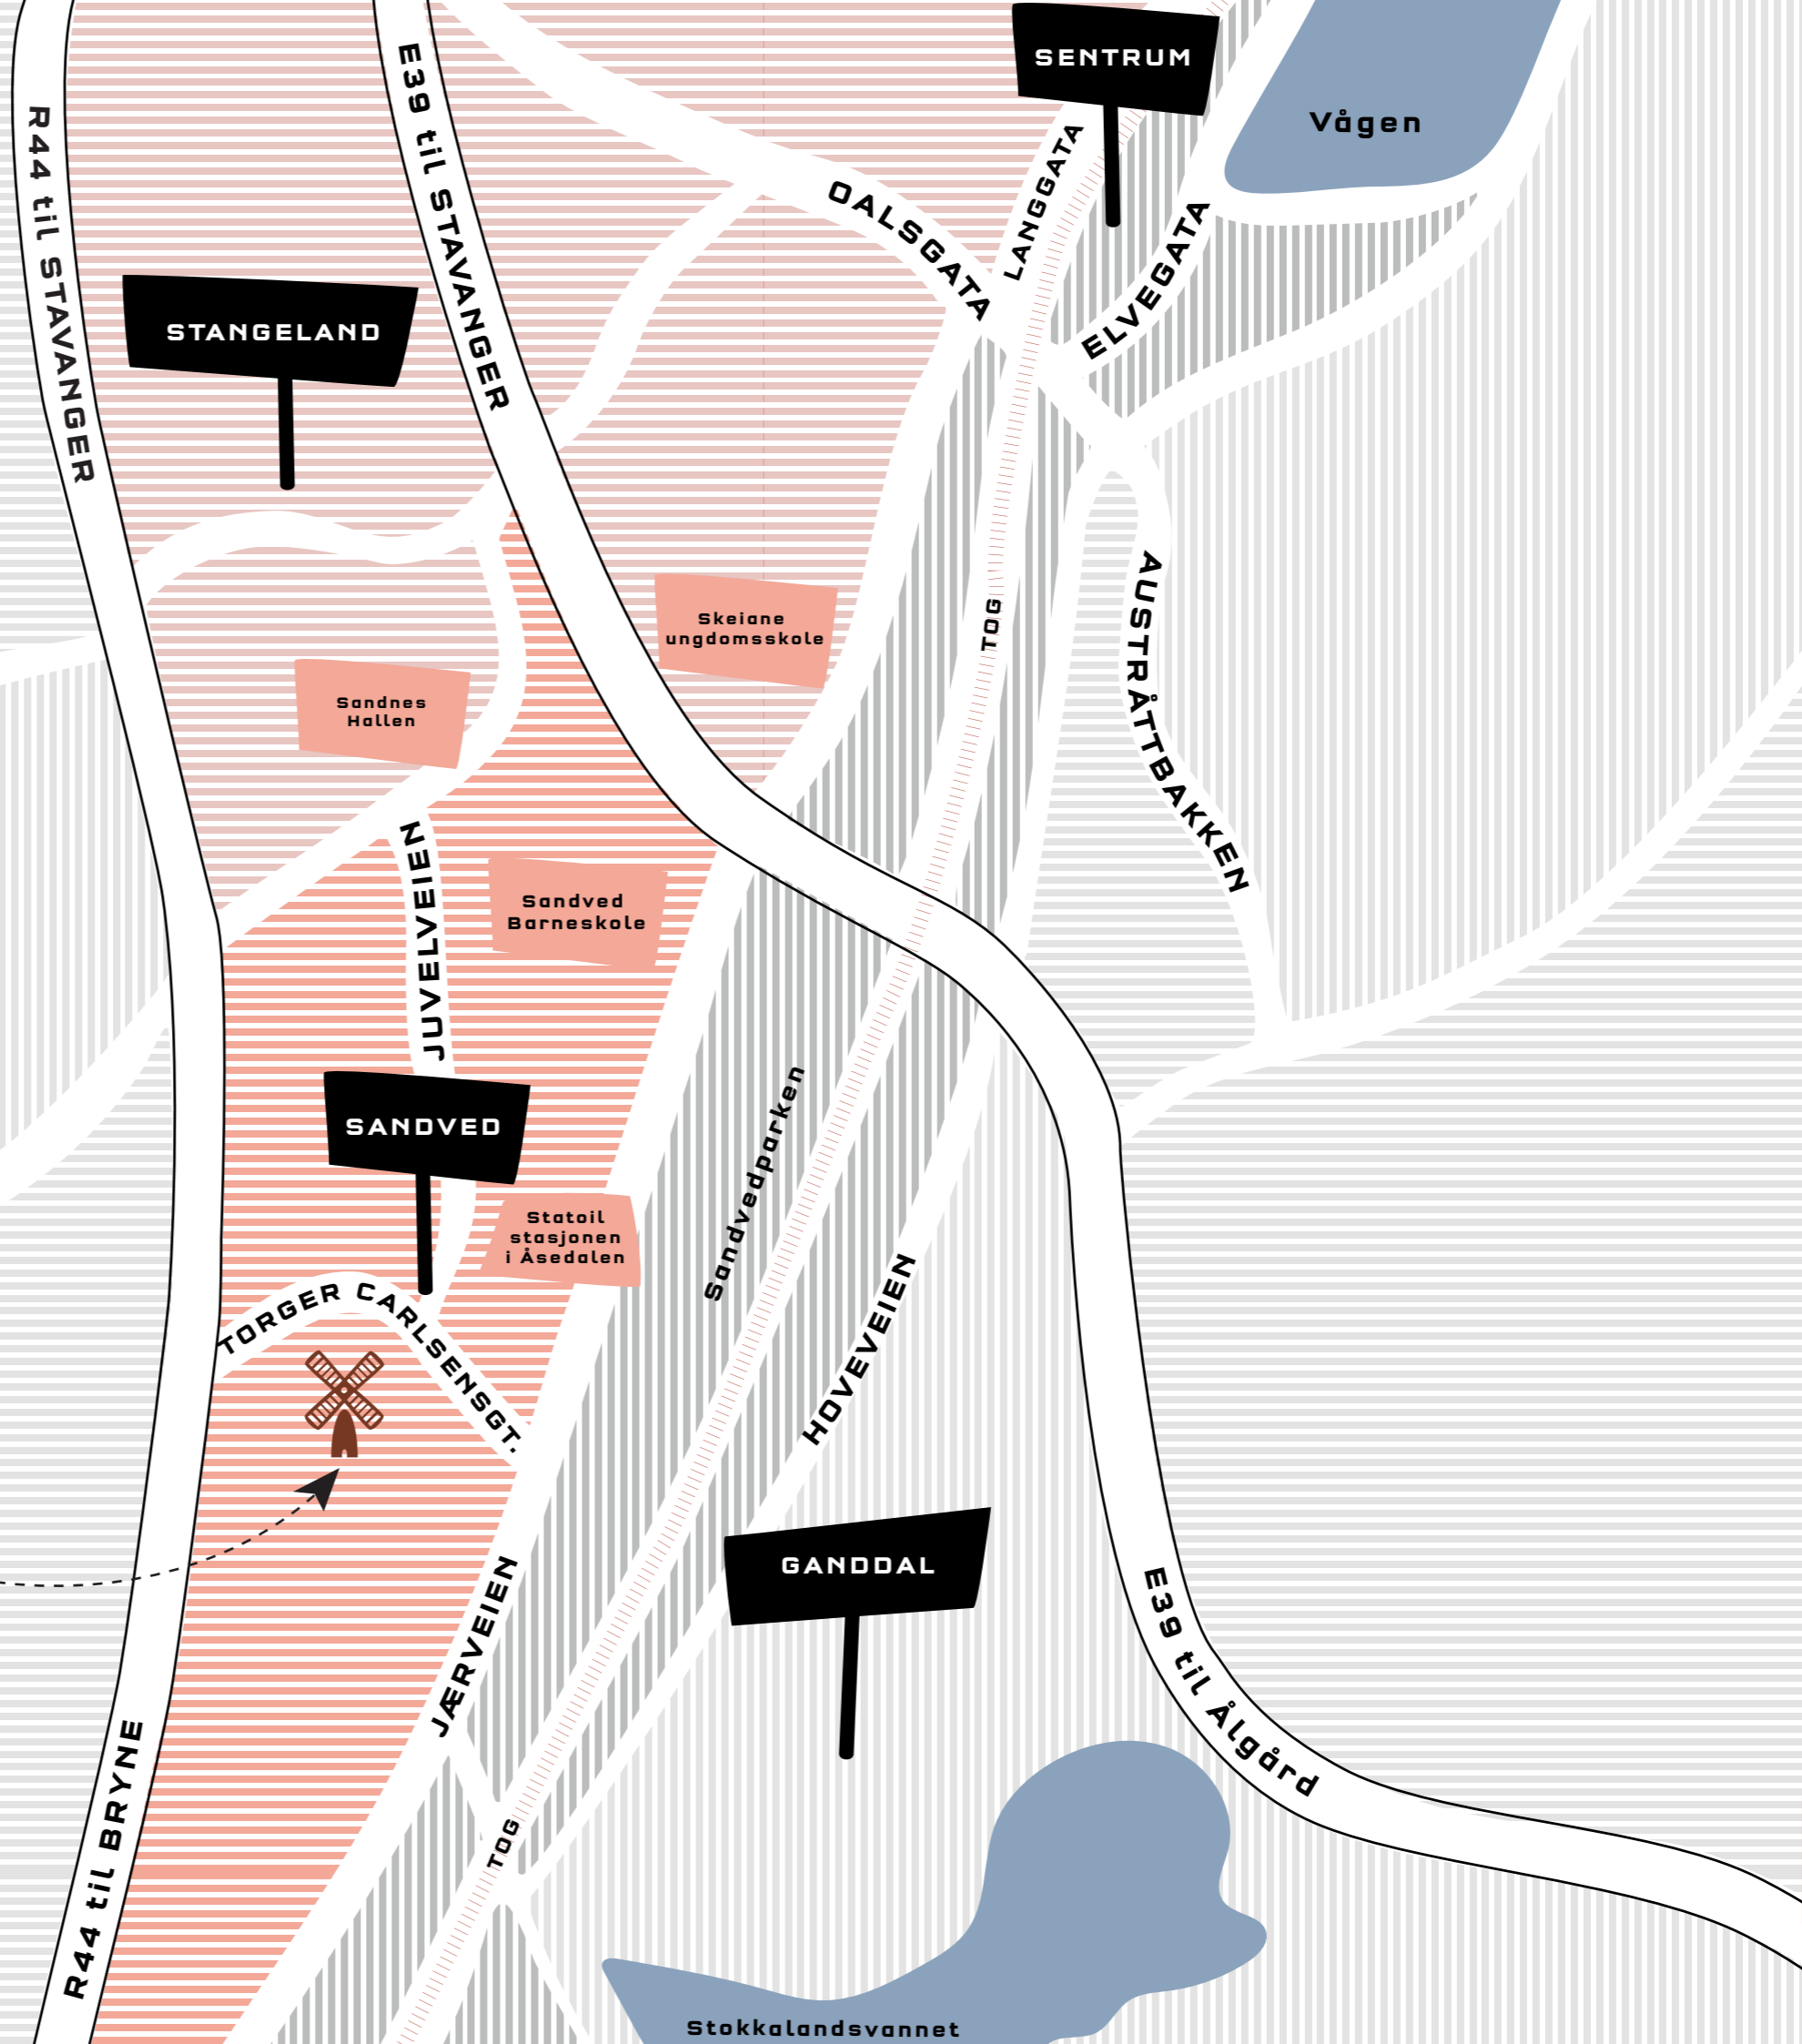 SENTRUM
Vågen
E39 til STAVANGER
R44 til STAVANGER
LANGGATA
OALSGATA
ELVEGATA
STANGELAND
AUSTRÅTTBAKKEN
TOG
Skeiane
ungdomsskole
Sandnes
Hallen
JUVELVEIEN
Sandved
Barneskole
Sandvedparken
SANDVED
Statoil
stasjonen
i Åsedalen
HOVEVEIEN
TORGER CARLSENSGT.
JÆRVEIEN
GANDDAL
E39 til Ålgård
R44 til BRYNE
TOG
Stokkalandsvannet